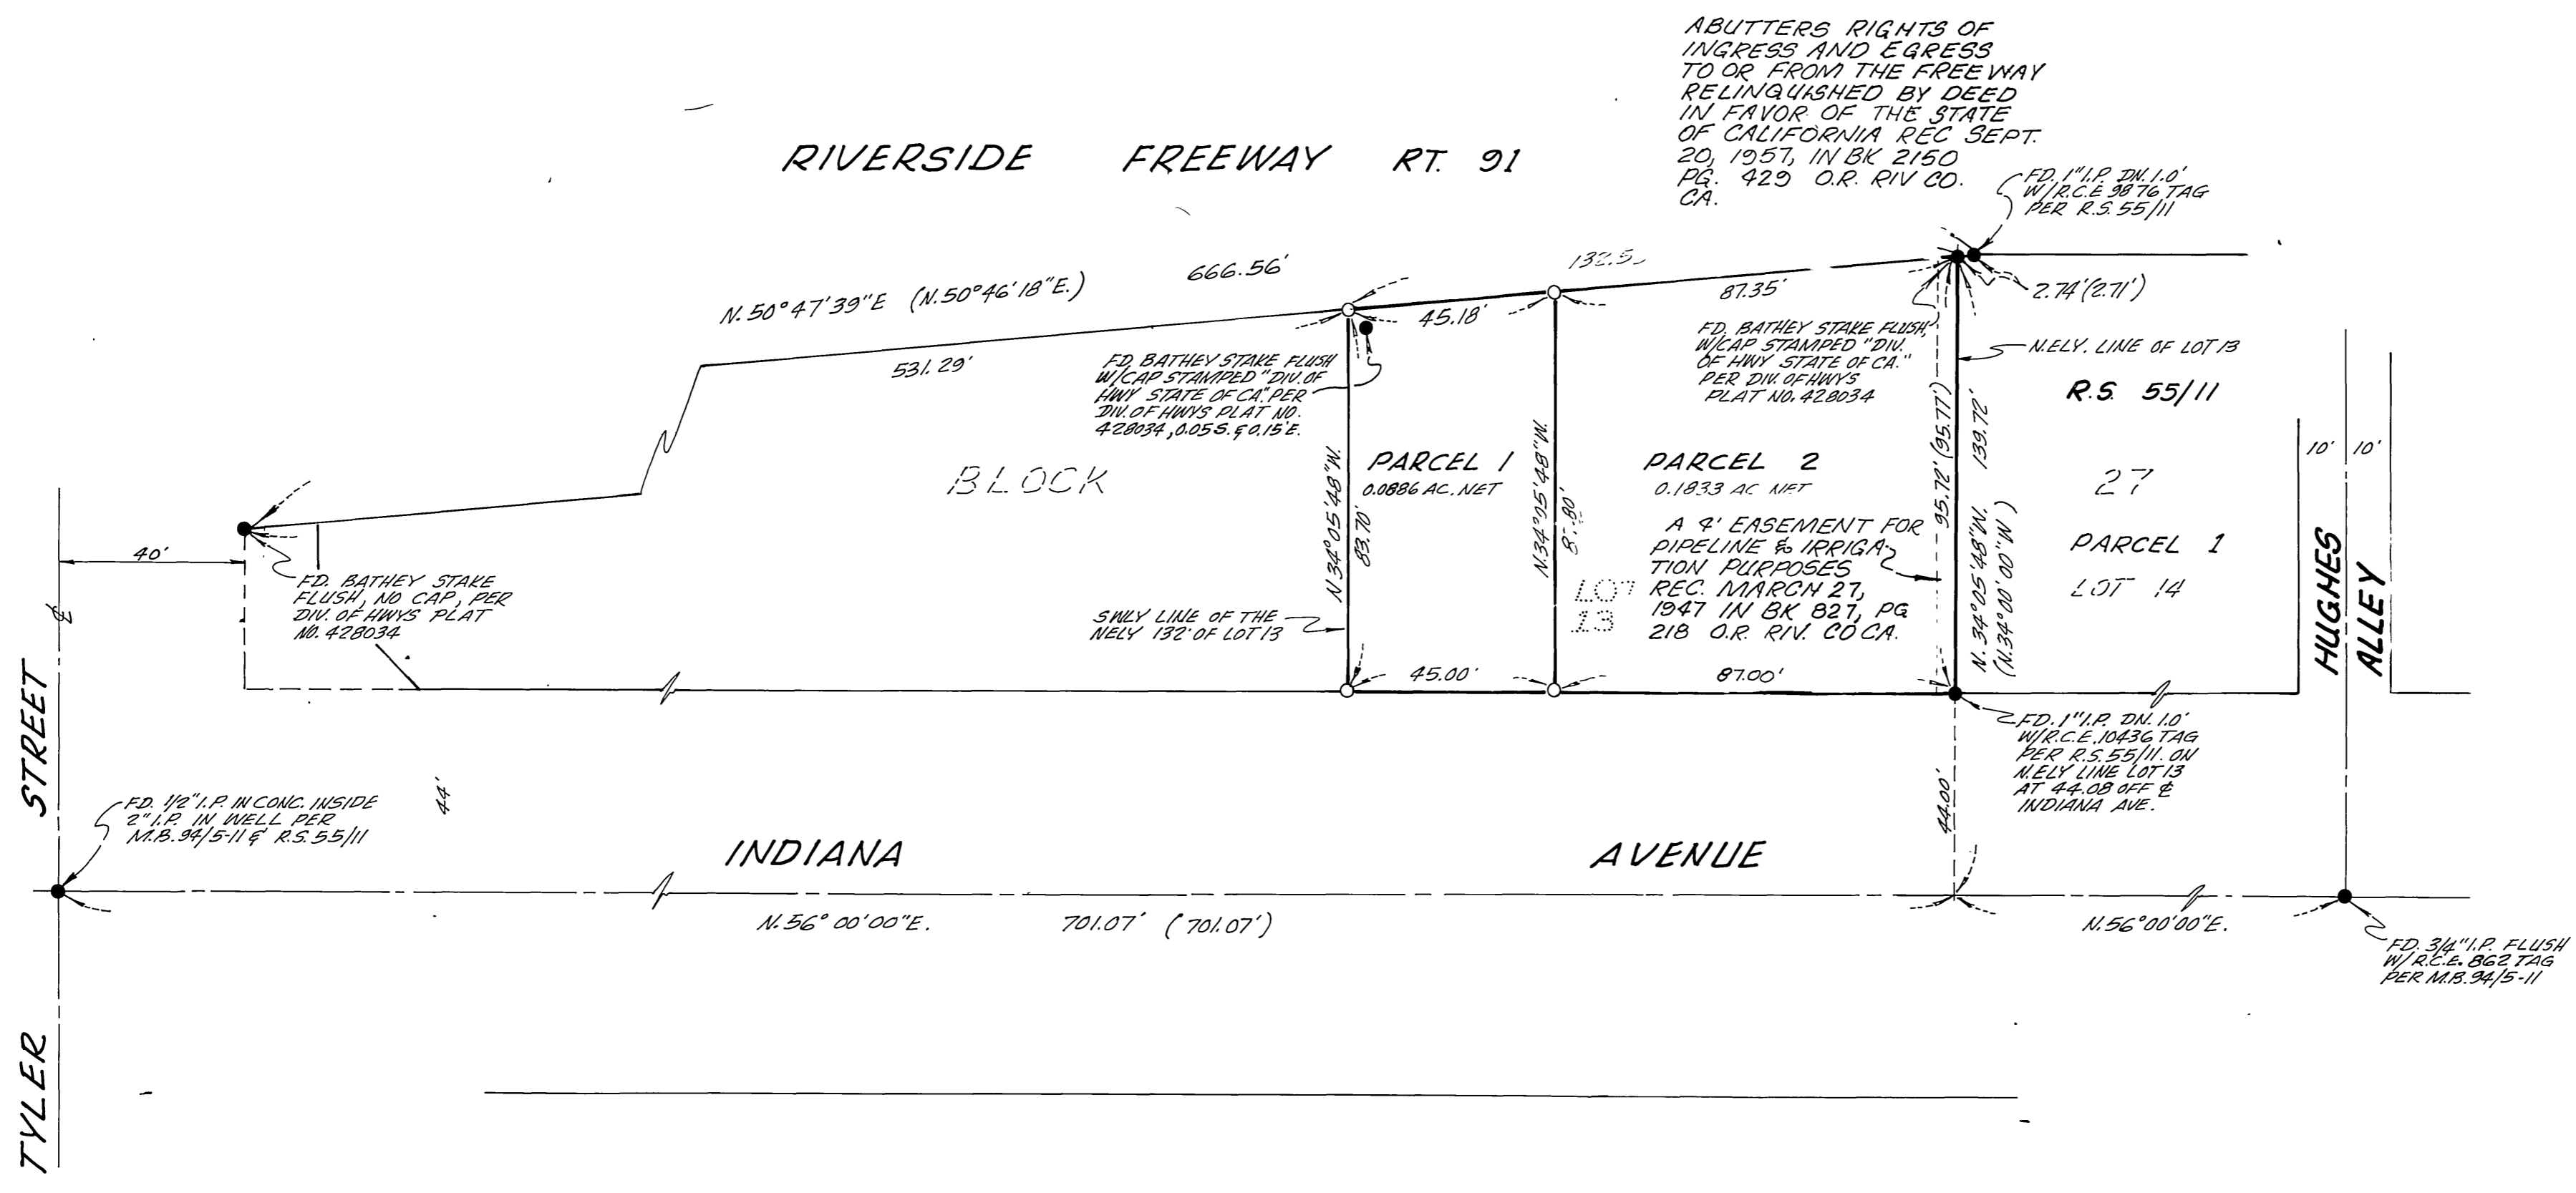 ABUTTERS RIGHTS OF
INGRESS AND EGRESS
TO OR FROM THE FREEWAY
RELINQUISHED BY DEED
IN FAVOR OF THE STATE
OF CALIFORNIA REC SEPT.
20, 1957, IN BK 2150
PG. 429 O.R. RIV CO.
CA.
RIVERSIDE FREEWAY RT. 91
FD. 1" I.P. DN. 1.0'
W/R.C.E 9876 TAG
PER R.S. 55/11
N. 50°47'39"E (N.50°46'18"E.)
666.56'
531.29'
45.18'
87.35'
2.74' (2.71')
FD. BATHEY STAKE FLUSH
W/CAP STAMPED "DIV. OF
HWY STATE OF CA." PER
DIV. OF HWYS PLAT NO.
428034, 0.05 S. & 0.15'E.
FD. BATHEY STAKE FLUSH,
W/CAP STAMPED "DIV.
OF HWY STATE OF CA."
PER DIV. OF HWYS
PLAT NO. 428034
N.ELY. LINE OF LOT 13
R.S. 55/11
10' 10'
BLOCK
27
PARCEL 1
0.0886 AC. NET
PARCEL 2
0.1833 AC NET
N 34°05'48"W.
83.70'
N.34°05'48"W.
95.72' (95.77')
139.72'
N. 34°05'48"W.
(N.34°00'00"W)
A 4' EASEMENT FOR
PIPELINE & IRRIGA-
TION PURPOSES
REC. MARCH 27,
1947 IN BK 827, PG
218 O.R. RIV. CO CA.
LOT
13
PARCEL 1
LOT 14
HUGHES
ALLEY
40'
FD. BATHEY STAKE
FLUSH, NO CAP, PER
DIV. OF HWYS PLAT
NO. 428034
SWLY LINE OF THE
NELY 132' OF LOT 13
45.00'
87.00'
FD. 1" I.P. DN. 1.0'
W/R.C.E. 10436 TAG
PER R.S. 55/11. ON
N.ELY LINE LOT 13
AT 44.08 OFF ℄
INDIANA AVE.
44.00'
44'
℄
TYLER STREET
FD. 1/2" I.P. IN CONC. INSIDE
2" I.P. IN WELL PER
M.B. 94/5-11 & R.S. 55/11
INDIANA AVENUE
N. 56° 00'00"E. 701.07' (701.07')
N.56°00'00"E.
FD. 3/4" I.P. FLUSH
W/ R.C.E. 862 TAG
PER M.B. 94/5-11